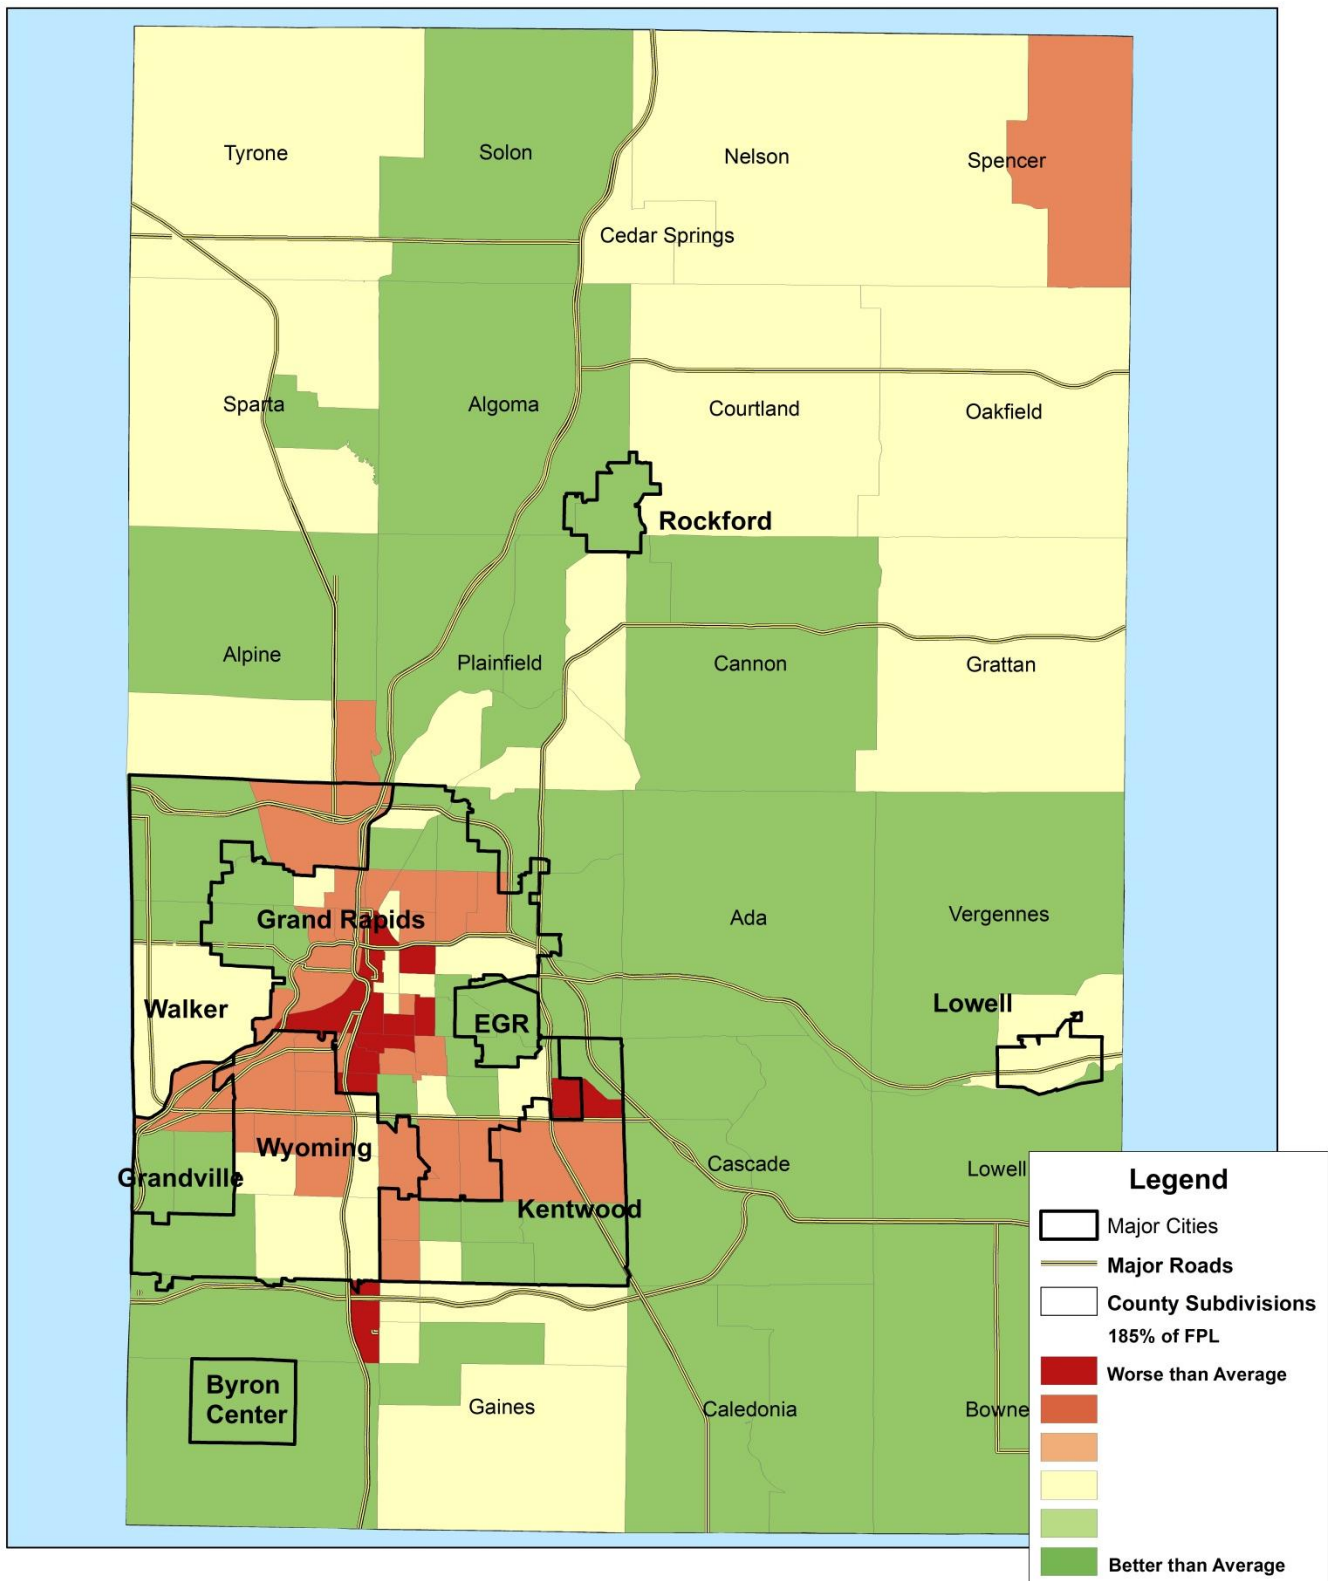 Tyrone
Solon
Nelson
Spencer
Cedar Springs
Sparta
Algoma
Courtland
Oakfield
Rockford
Alpine
Plainfield
Cannon
Grattan
Grand Rapids
Ada
Vergennes
Walker
EGR
Lowell
Wyoming
Grandville
Kentwood
Cascade
Lowell
Byron
Center
Gaines
Caledonia
Bowne
Legend
Major Cities
Major Roads
County Subdivisions
185% of FPL
Worse than Average
Better than Average